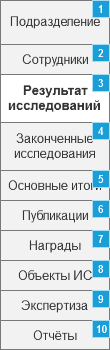 1
Подразделение
2
Сотрудники
3
Результат
исследований
4
Законченные
исследования
5
Основные итоги
6
Публикации
7
Награды
8
Объекты ИС
9
Экспертиза
10
Отчёты